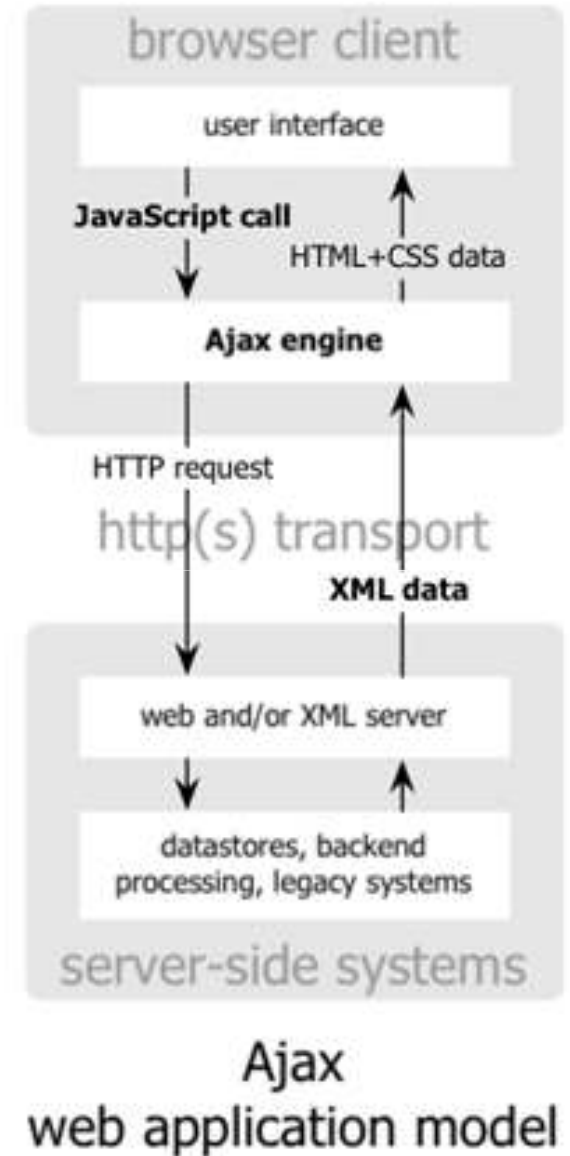 browser client
user interface
JavaScript call
HTML+CSS data
Ajax engine
HTTP request
http(s) transport
XML data
web and/or XML server
datastores, backend
processing, legacy systems
server-side systems
Ajax
web application model